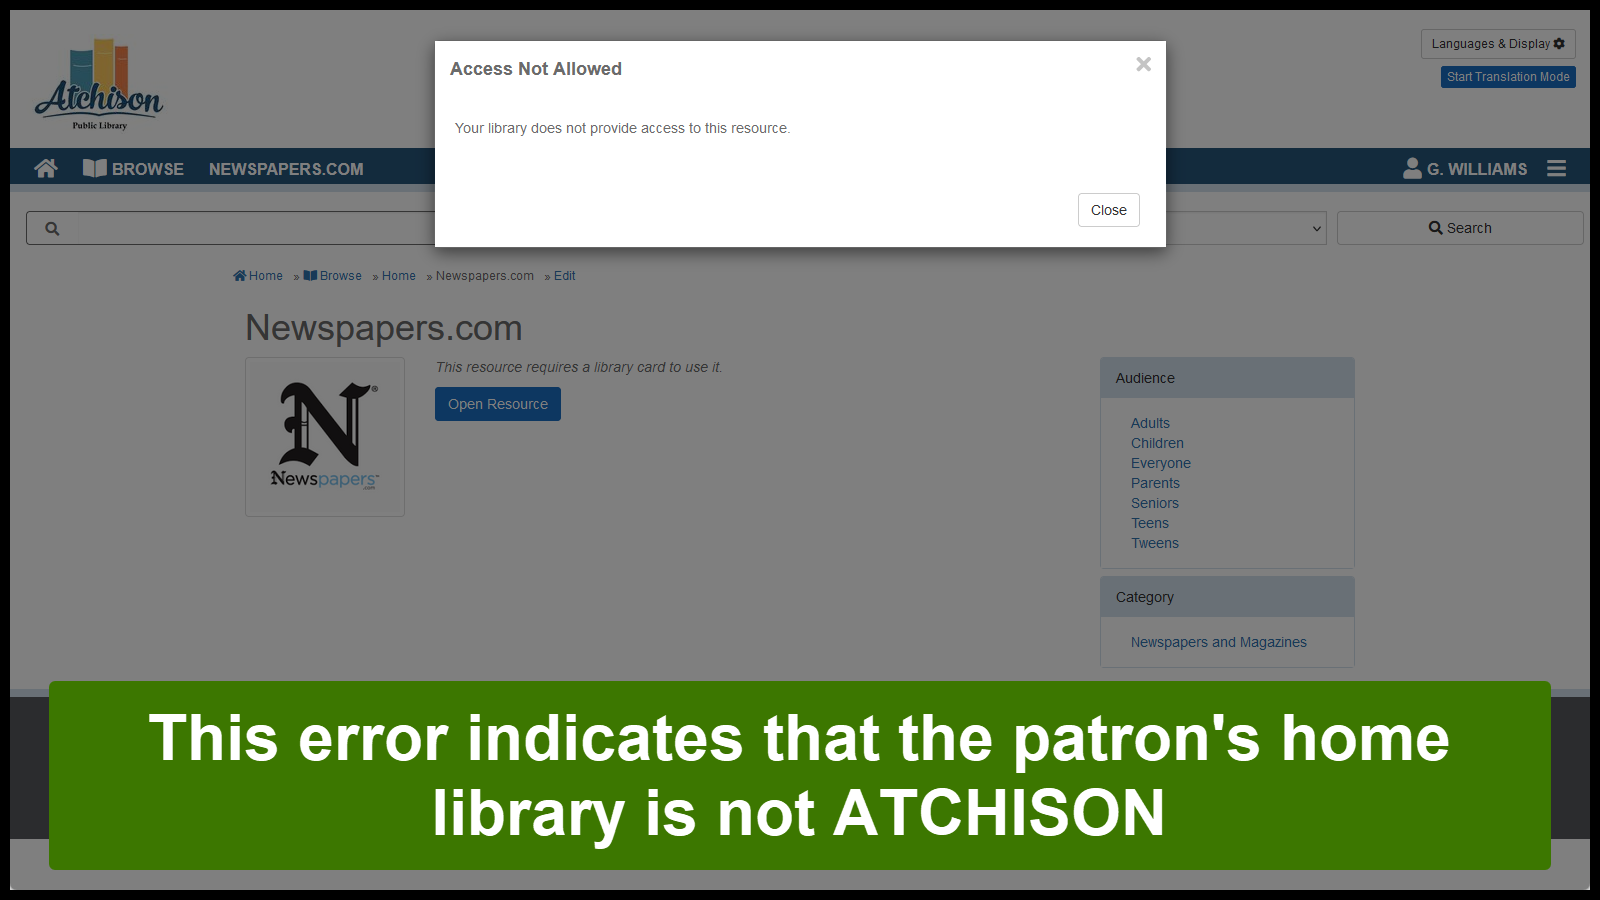 Atchison
Public Library
Languages & Display
Start Translation Mode
Access Not Allowed
×
Your library does not provide access to this resource.
Close
BROWSE
NEWSPAPERS.COM
G. WILLIAMS
Search
Home » Browse » Home » Newspapers.com » Edit
Newspapers.com
N®
Newspapers™
.com
This resource requires a library card to use it.
Open Resource
Audience
Adults
Children
Everyone
Parents
Seniors
Teens
Tweens
Category
Newspapers and Magazines
This error indicates that the patron's home
library is not ATCHISON